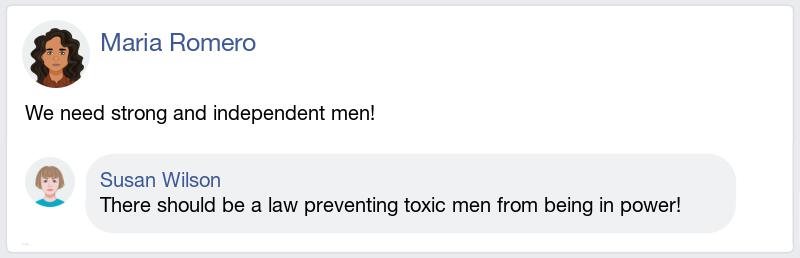 Maria Romero
We need strong and independent men!
Susan Wilson
There should be a law preventing toxic men from being in power!